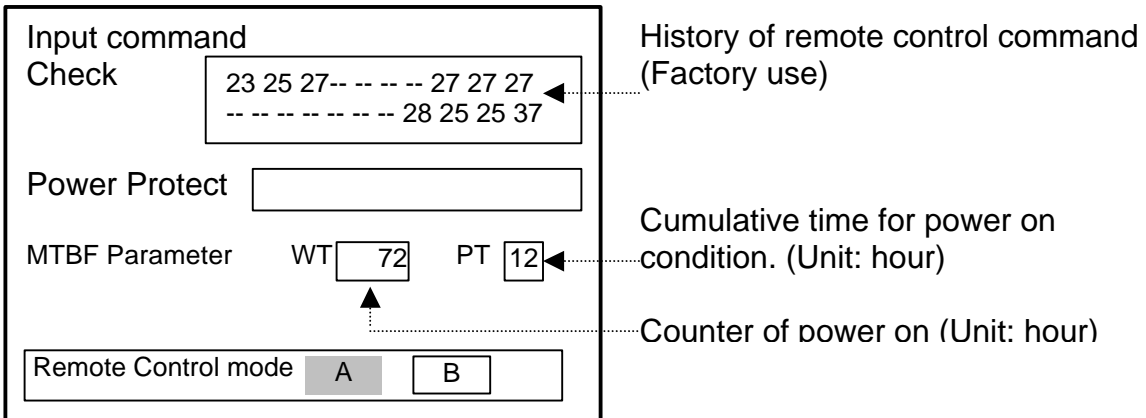 Input command
Check
23 25 27-- -- -- -- 27 27 27
-- -- -- -- -- -- -- 28 25 25 37
Power Protect
MTBF Parameter WT 72 PT 12
Remote Control mode A B
History of remote control command
(Factory use)
Cumulative time for power on
condition. (Unit: hour)
Counter of power on (Unit: hour)